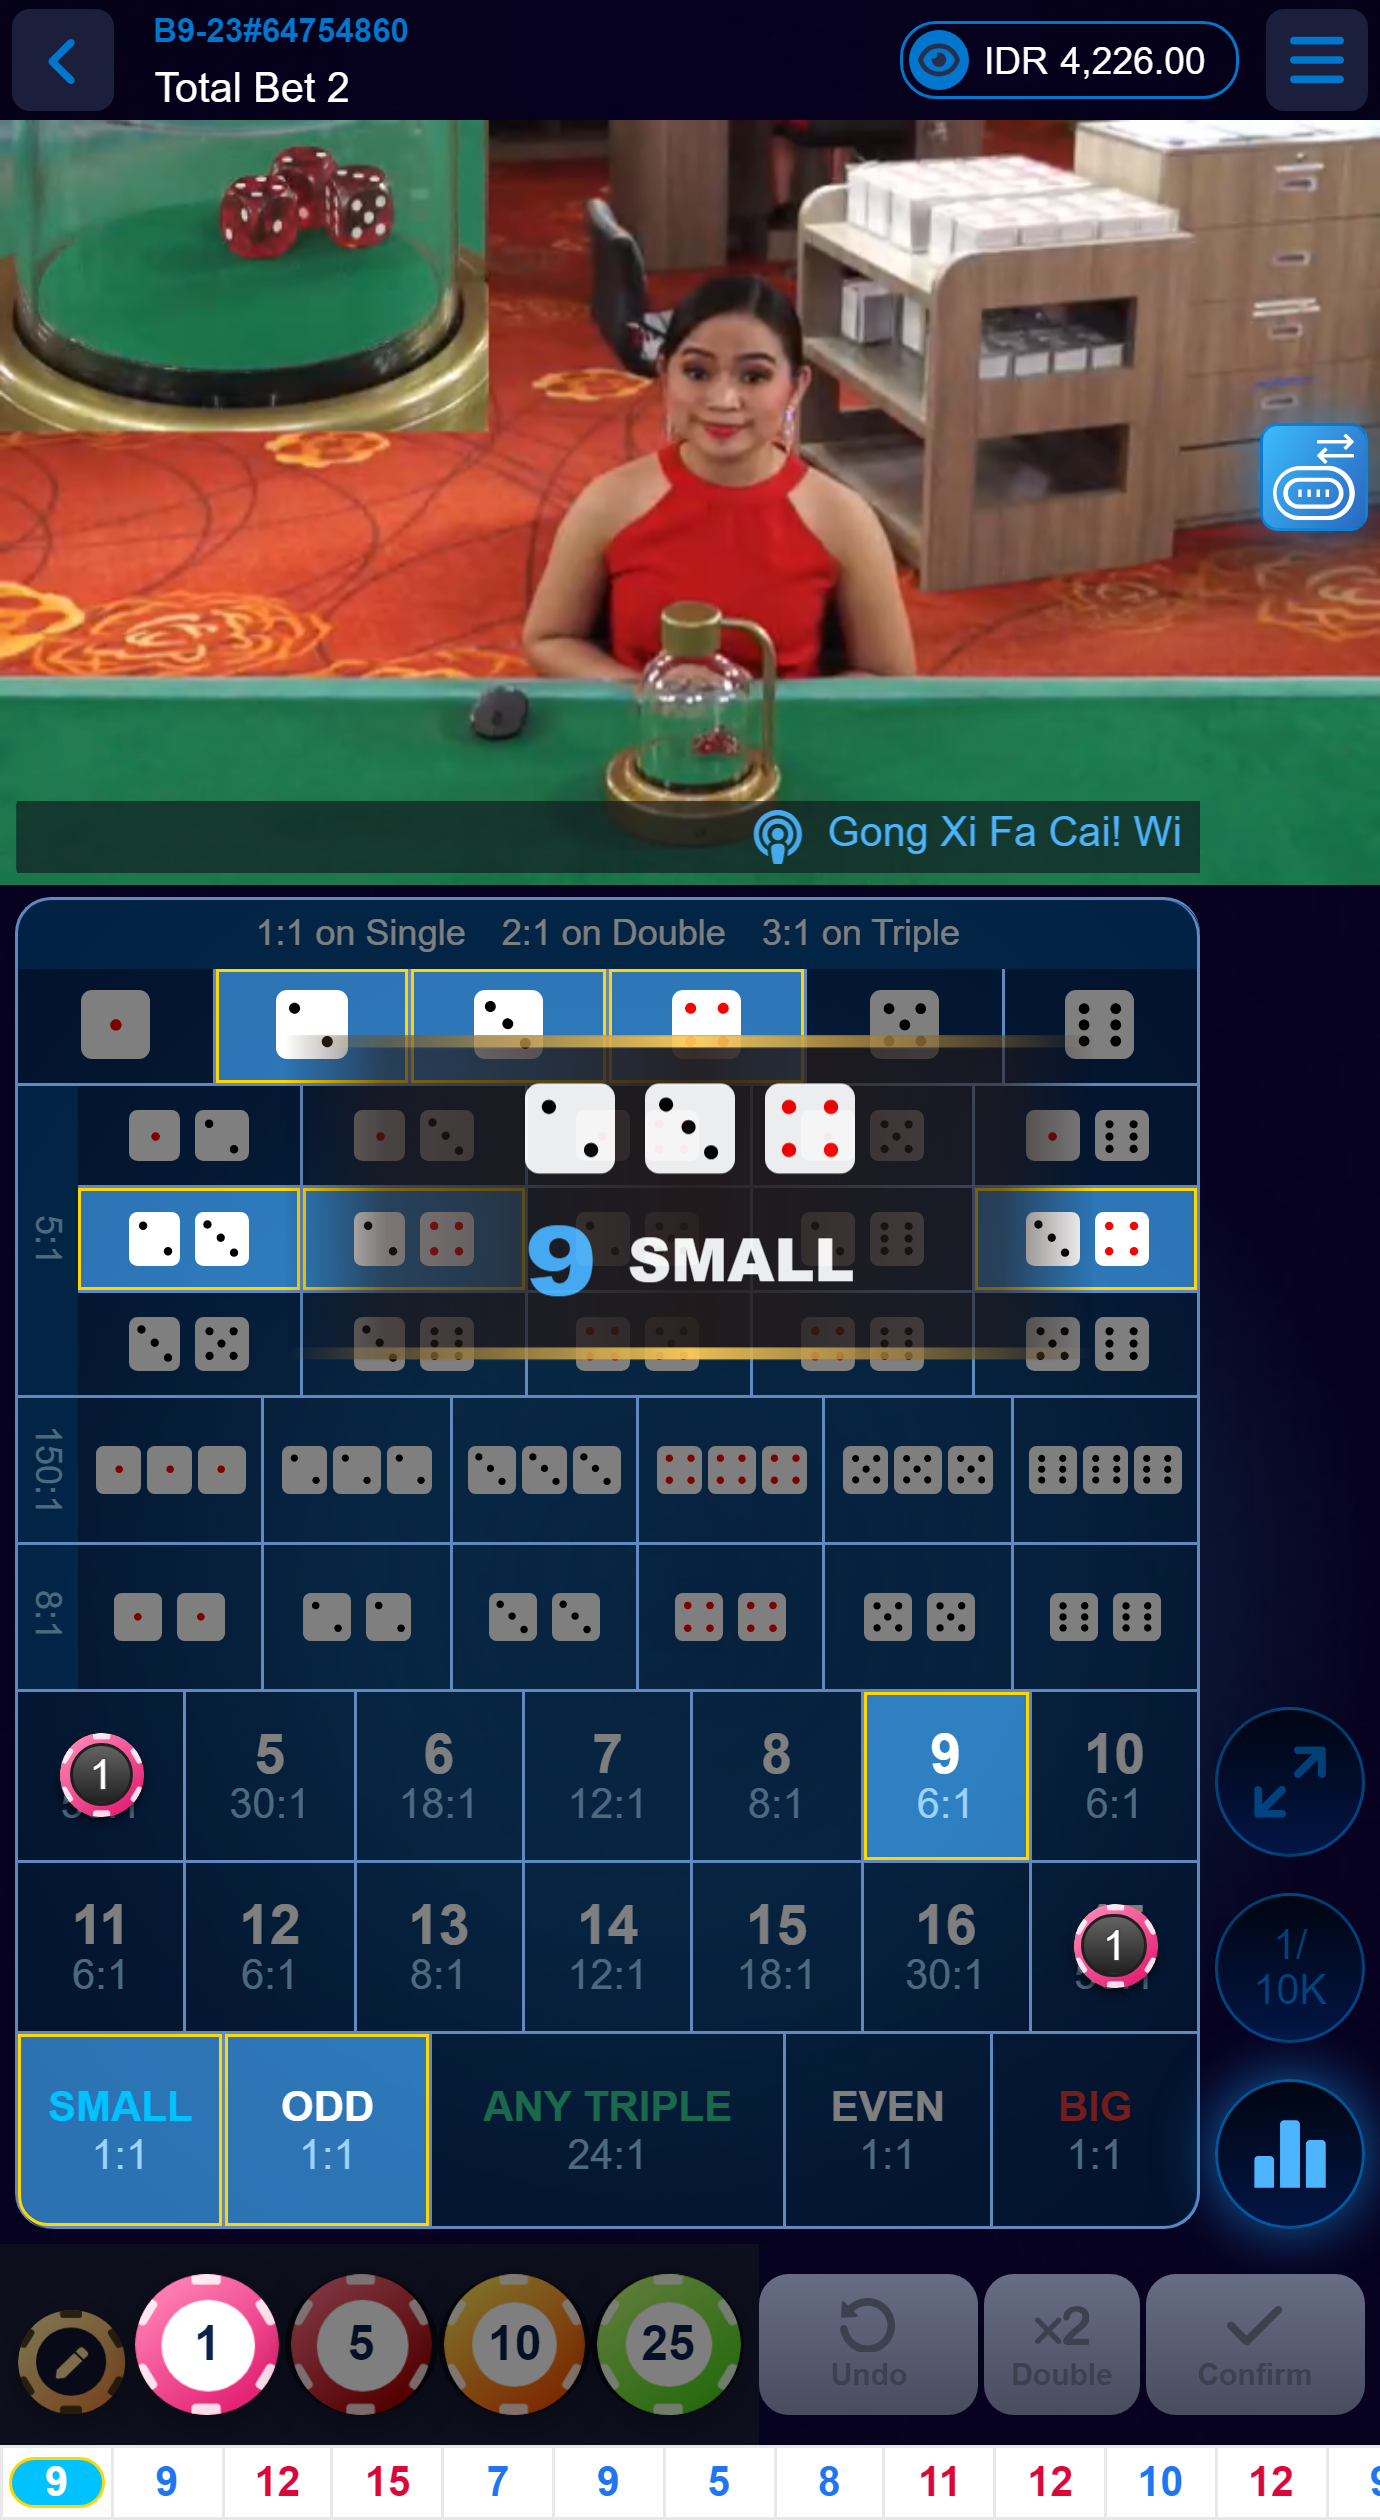 B9-23#64754860
Total Bet 2
IDR 4,226.00
Gong Xi Fa Cai! Wi
1:1 on Single 2:1 on Double 3:1 on Triple
5:1
9 SMALL
150:1
8:1
1
5 6 7 8 9 10
30:1 18:1 12:1 8:1 6:1 6:1
11 12 13 14 15 16
6:1 6:1 8:1 12:1 18:1 30:1
1
1/
10K
SMALL ODD ANY TRIPLE EVEN BIG
1:1 1:1 24:1 1:1 1:1
1 5 10 25
x2
Undo Double Confirm
9 9 12 15 7 9 5 8 11 12 10 12